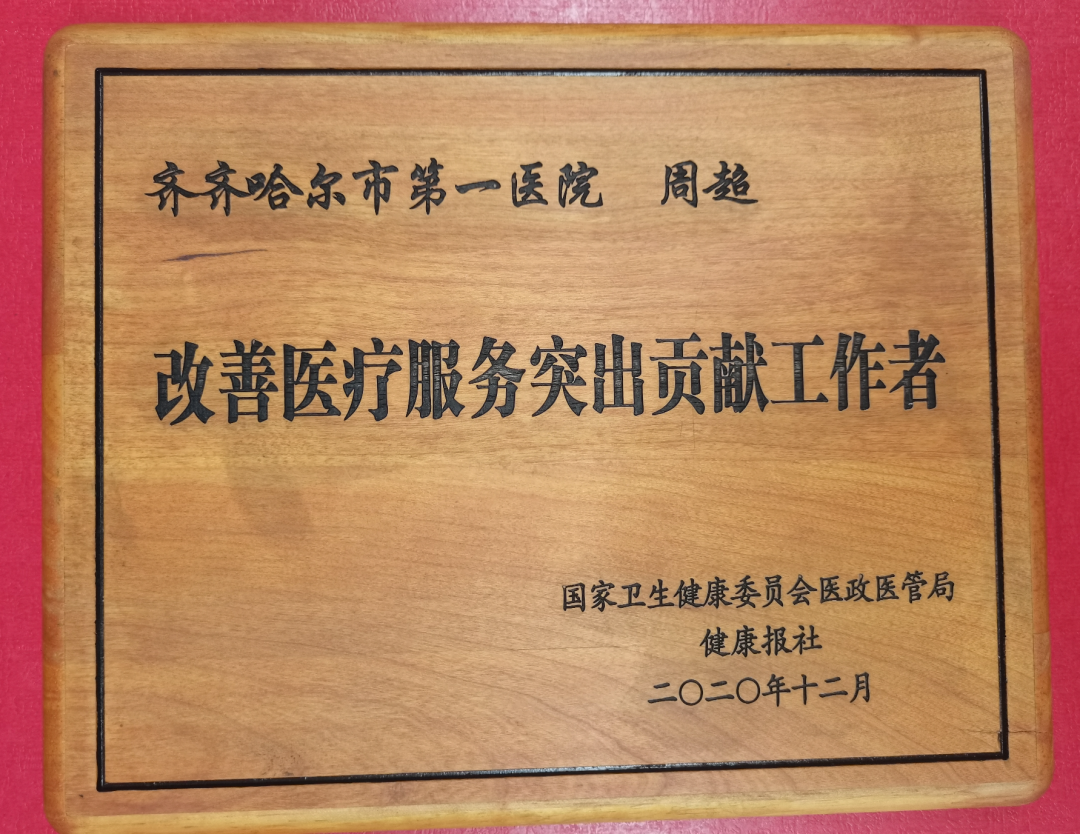 齐齐哈尔市第一医院 周超
改善医疗服务突出贡献工作者
国家卫生健康委员会医政医管局
健康报社
二〇二〇年十二月